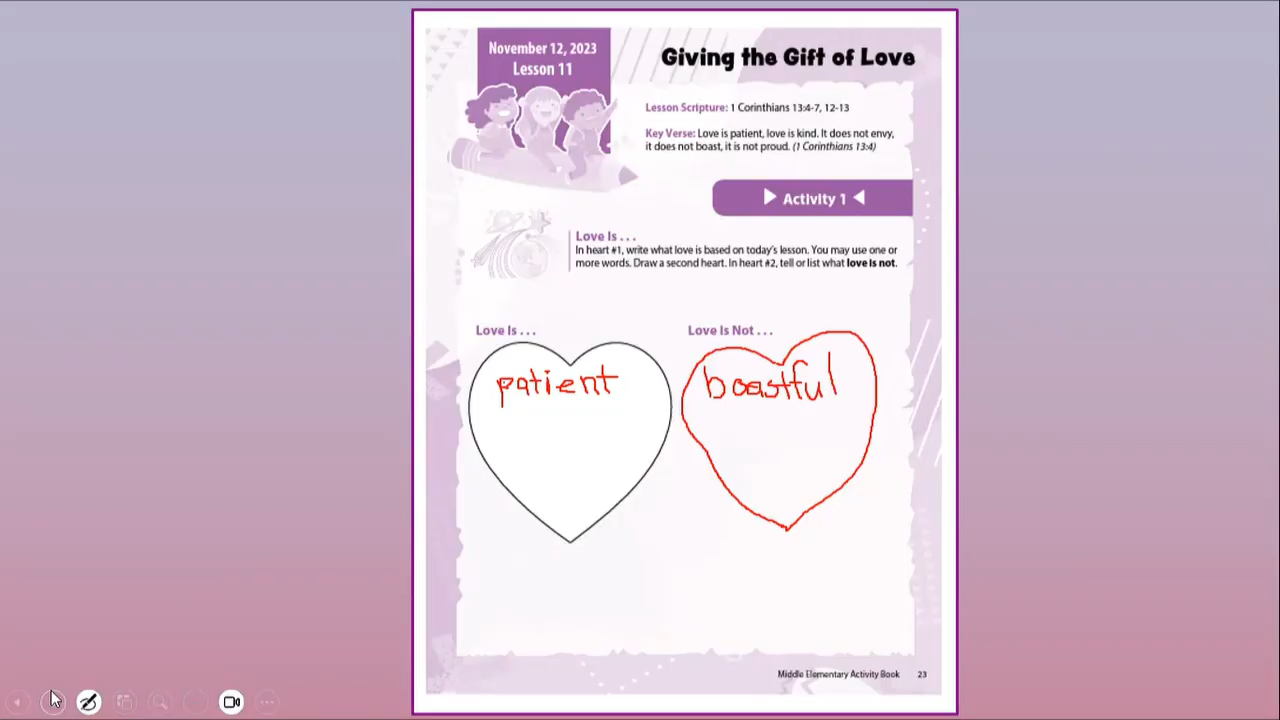 November 12, 2023
Lesson 11
Giving the Gift of Love
Lesson Scripture: 1 Corinthians 13:4-7, 12-13
Key Verse: Love is patient, love is kind. It does not envy,
it does not boast, it is not proud. (1 Corinthians 13:4)
Activity 1
Love Is . . .
In heart #1, write what love is based on today's lesson. You may use one or
more words. Draw a second heart. In heart #2, tell or list what love is not.
Love Is . . .
Love Is Not . . .
patient
boastful
Middle Elementary Activity Book 23